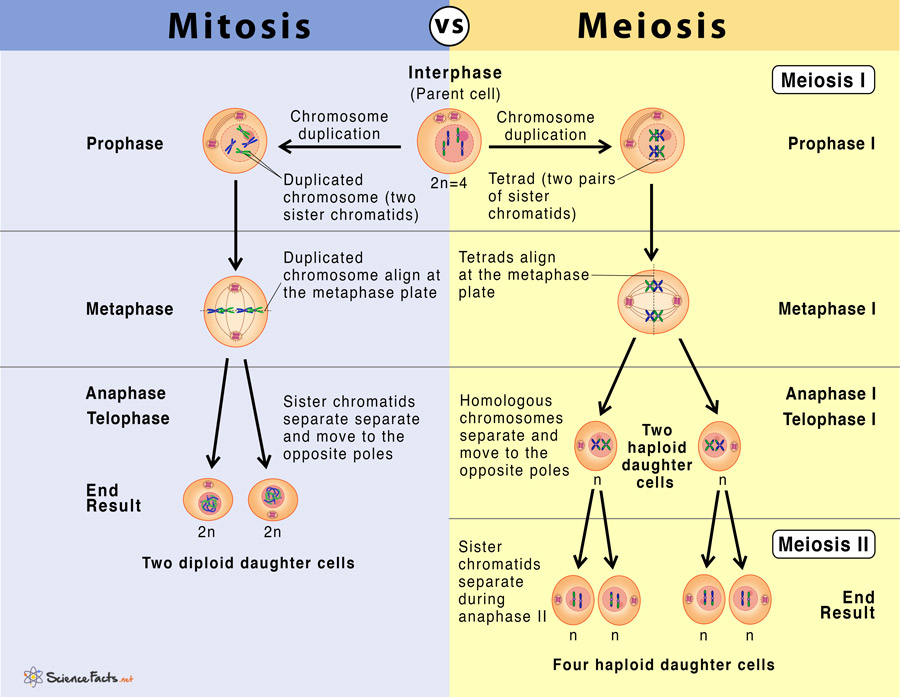 Mitosis
vs
Meiosis
Interphase
(Parent cell)
Meiosis I
Prophase
Chromosome
duplication
Chromosome
duplication
Prophase I
2n=4
Duplicated
chromosome (two
sister chromatids)
Tetrad (two pairs
of sister
chromatids)
Metaphase
Duplicated
chromosome align at
the metaphase plate
Tetrads align
at the metaphase
plate
Metaphase I
Anaphase
Telophase
Sister chromatids
separate separate
and move to the
opposite poles
Homologous
chromosomes
separate and
move to the
opposite poles
Two
haploid
daughter
cells
Anaphase I
Telophase I
n
n
End
Result
2n
2n
Two diploid daughter cells
Meiosis II
Sister
chromatids
separate
during
anaphase II
End
Result
n
n
n
n
Four haploid daughter cells
ScienceFacts.net